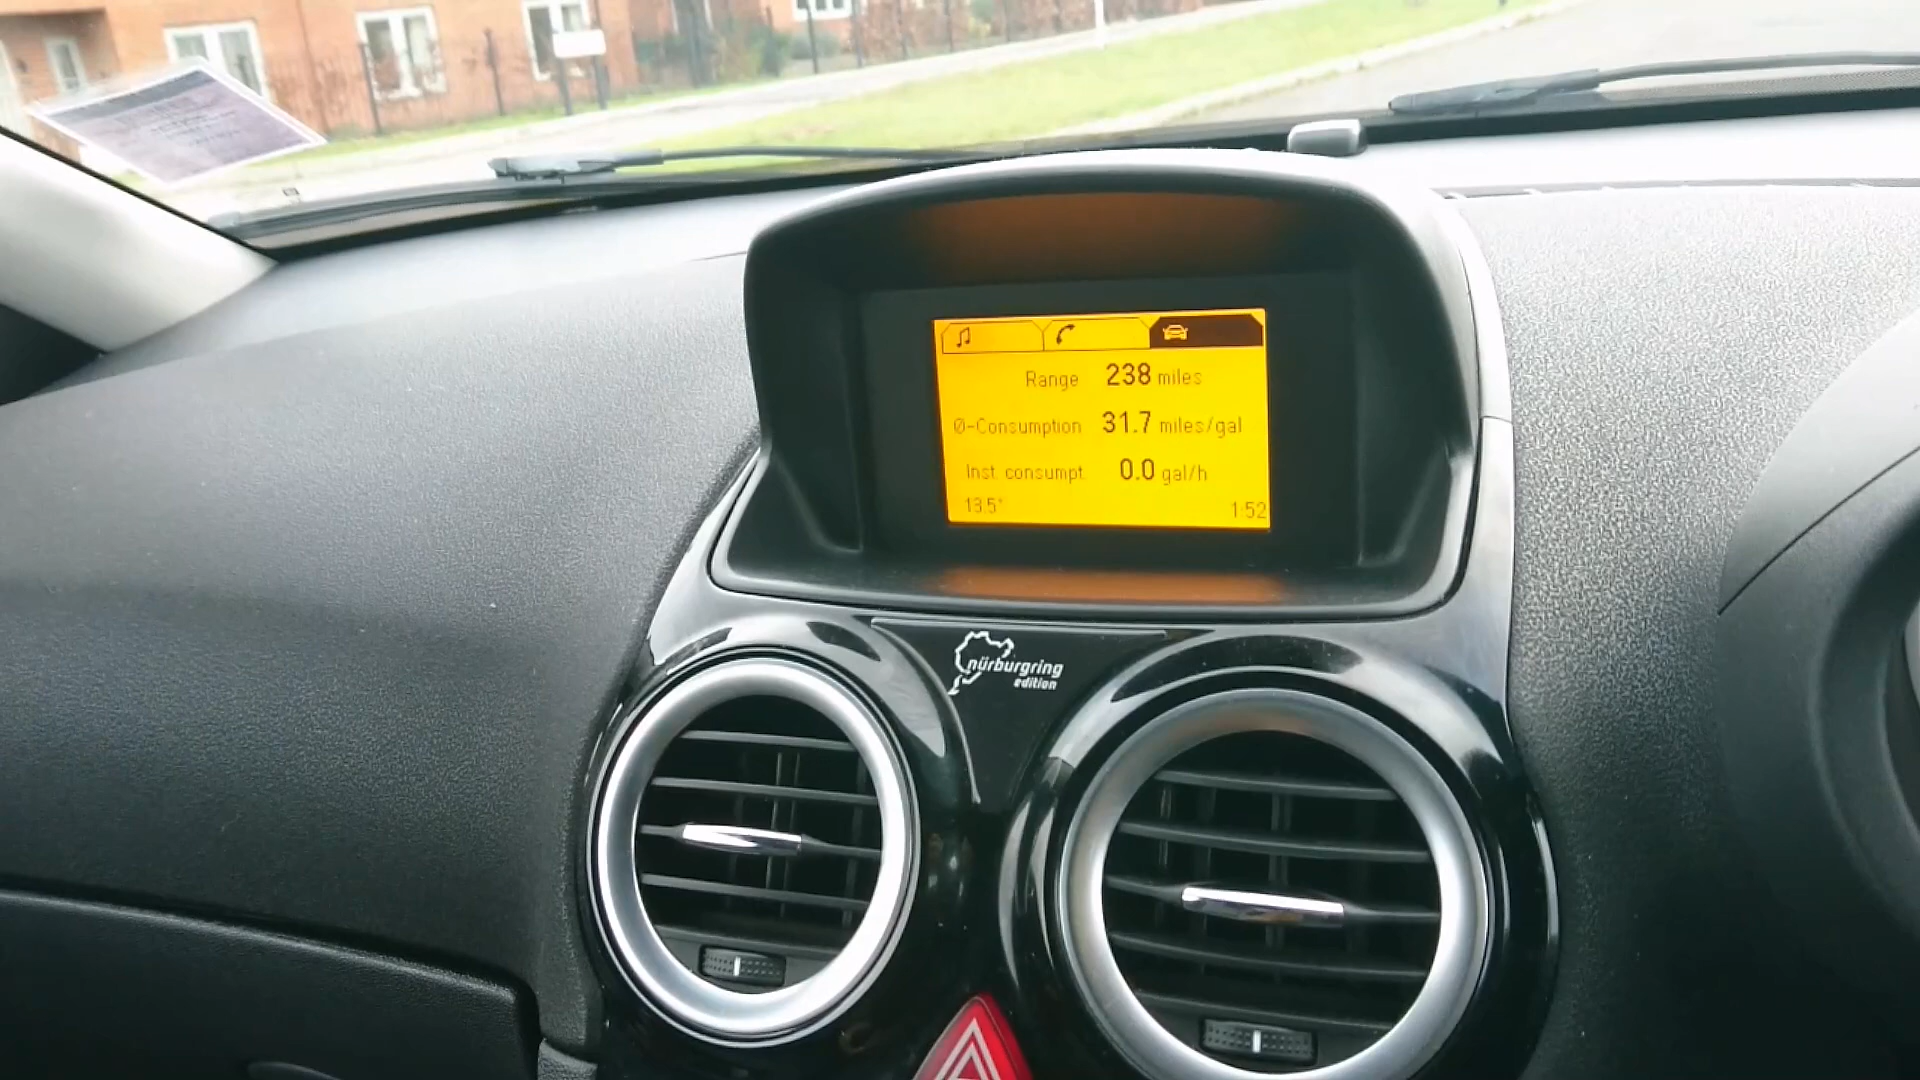 Range 238 miles
Ø-Consumption 31.7 miles/gal
Inst. consumpt. 0.0 gal/h
13.5° 1:52
nürburgring
edition